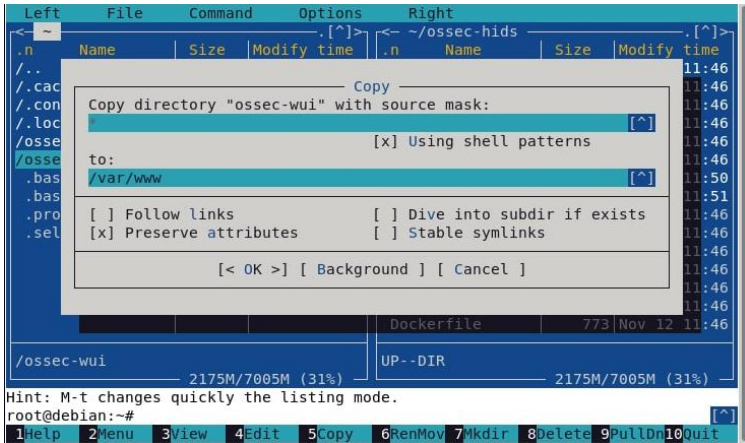 Left File Command Options Right
<- ~ .[^]> <- ~/ossec-hids .[^]>
.n Name Size Modify time .n Name Size Modify time
/.. 11:46
/.cac 11:46
/.con 11:46
/.loc 11:46
/osse 11:46
/osse 11:46
.bas 11:50
.bas 11:51
.pro 11:46
.sel 11:46
11:46
11:46
11:46
11:46
Copy
Copy directory "ossec-wui" with source mask:
* [^]
[x] Using shell patterns
to:
/var/www [^]
[ ] Follow links [ ] Dive into subdir if exists
[x] Preserve attributes [ ] Stable symlinks
[< OK >] [ Background ] [ Cancel ]
Dockerfile 773 Nov 12 11:46
/ossec-wui UP--DIR
2175M/7005M (31%) 2175M/7005M (31%)
Hint: M-t changes quickly the listing mode.
root@debian:~# [^]
1Help 2Menu 3View 4Edit 5Copy 6RenMov 7Mkdir 8Delete 9PullDn 10Quit